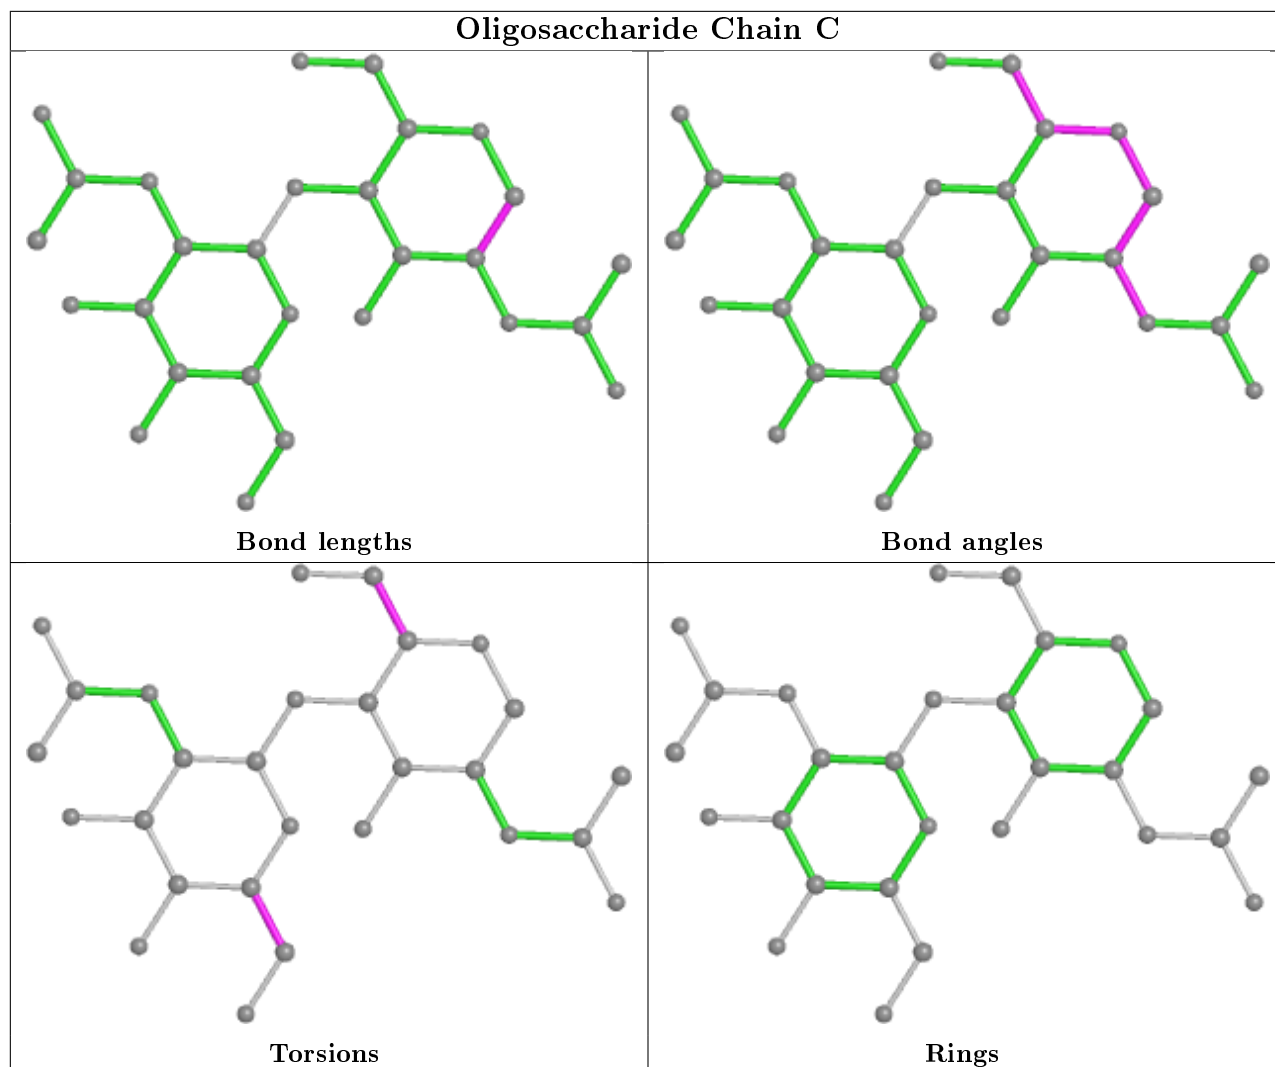 Oligosaccharide Chain C
Bond lengths
Bond angles
Torsions
Rings